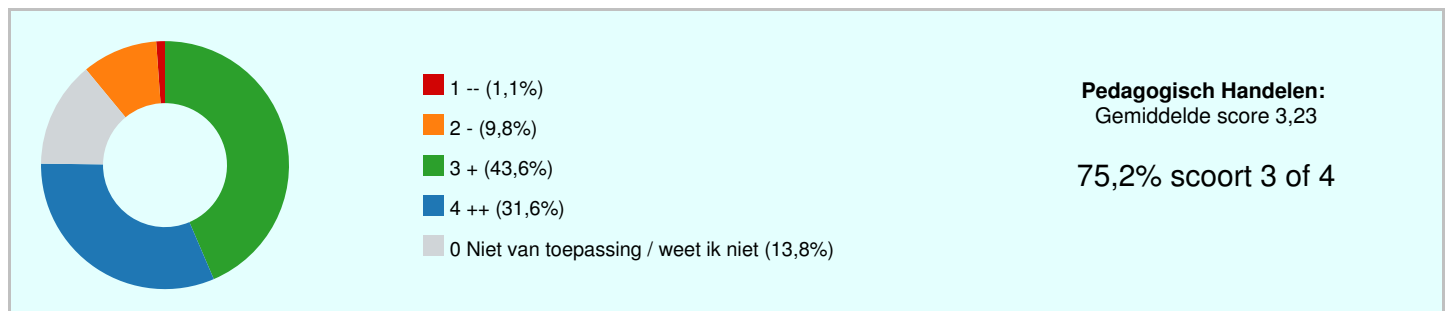 1 -- (1,1%)
2 - (9,8%)
3 + (43,6%)
4 ++ (31,6%)
0 Niet van toepassing / weet ik niet (13,8%)
Pedagogisch Handelen:
Gemiddelde score 3,23
75,2% scoort 3 of 4